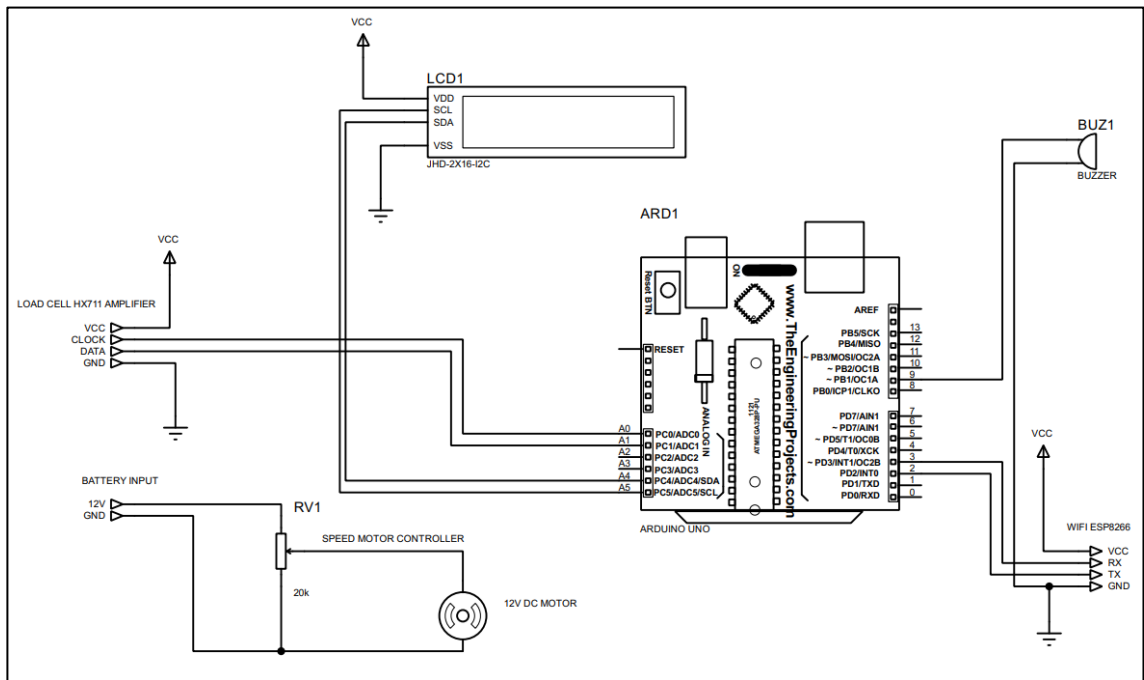 VCC
LCD1
VDD
SCL
SDA
VSS
JHD-2X16-I2C
BUZ1
BUZZER
VCC
LOAD CELL HX711 AMPLIFIER
VCC
CLOCK
DATA
GND
ARD1
Reset BTN
ON
www.TheEngineeringProjects.com
RESET
ANALOG IN
A0 PC0/ADC0
A1 PC1/ADC1
A2 PC2/ADC2
A3 PC3/ADC3
A4 PC4/ADC4/SDA
A5 PC5/ADC5/SCL
AREF
PB5/SCK 13
PB4/MISO 12
~ PB3/MOSI/OC2A 11
~ PB2/OC1B 10
~ PB1/OC1A 9
PB0/ICP1/CLKO 8
PD7/AIN1 7
~ PD7/AIN1 6
~ PD5/T1/OC0B 5
PD4/T0/XCK 4
~ PD3/INT1/OC2B 3
PD2/INT0 2
PD1/TXD 1
PD0/RXD 0
ARDUINO UNO
VCC
WIFI ESP8266
VCC
RX
TX
GND
BATTERY INPUT
12V
GND
RV1
SPEED MOTOR CONTROLLER
20k
12V DC MOTOR